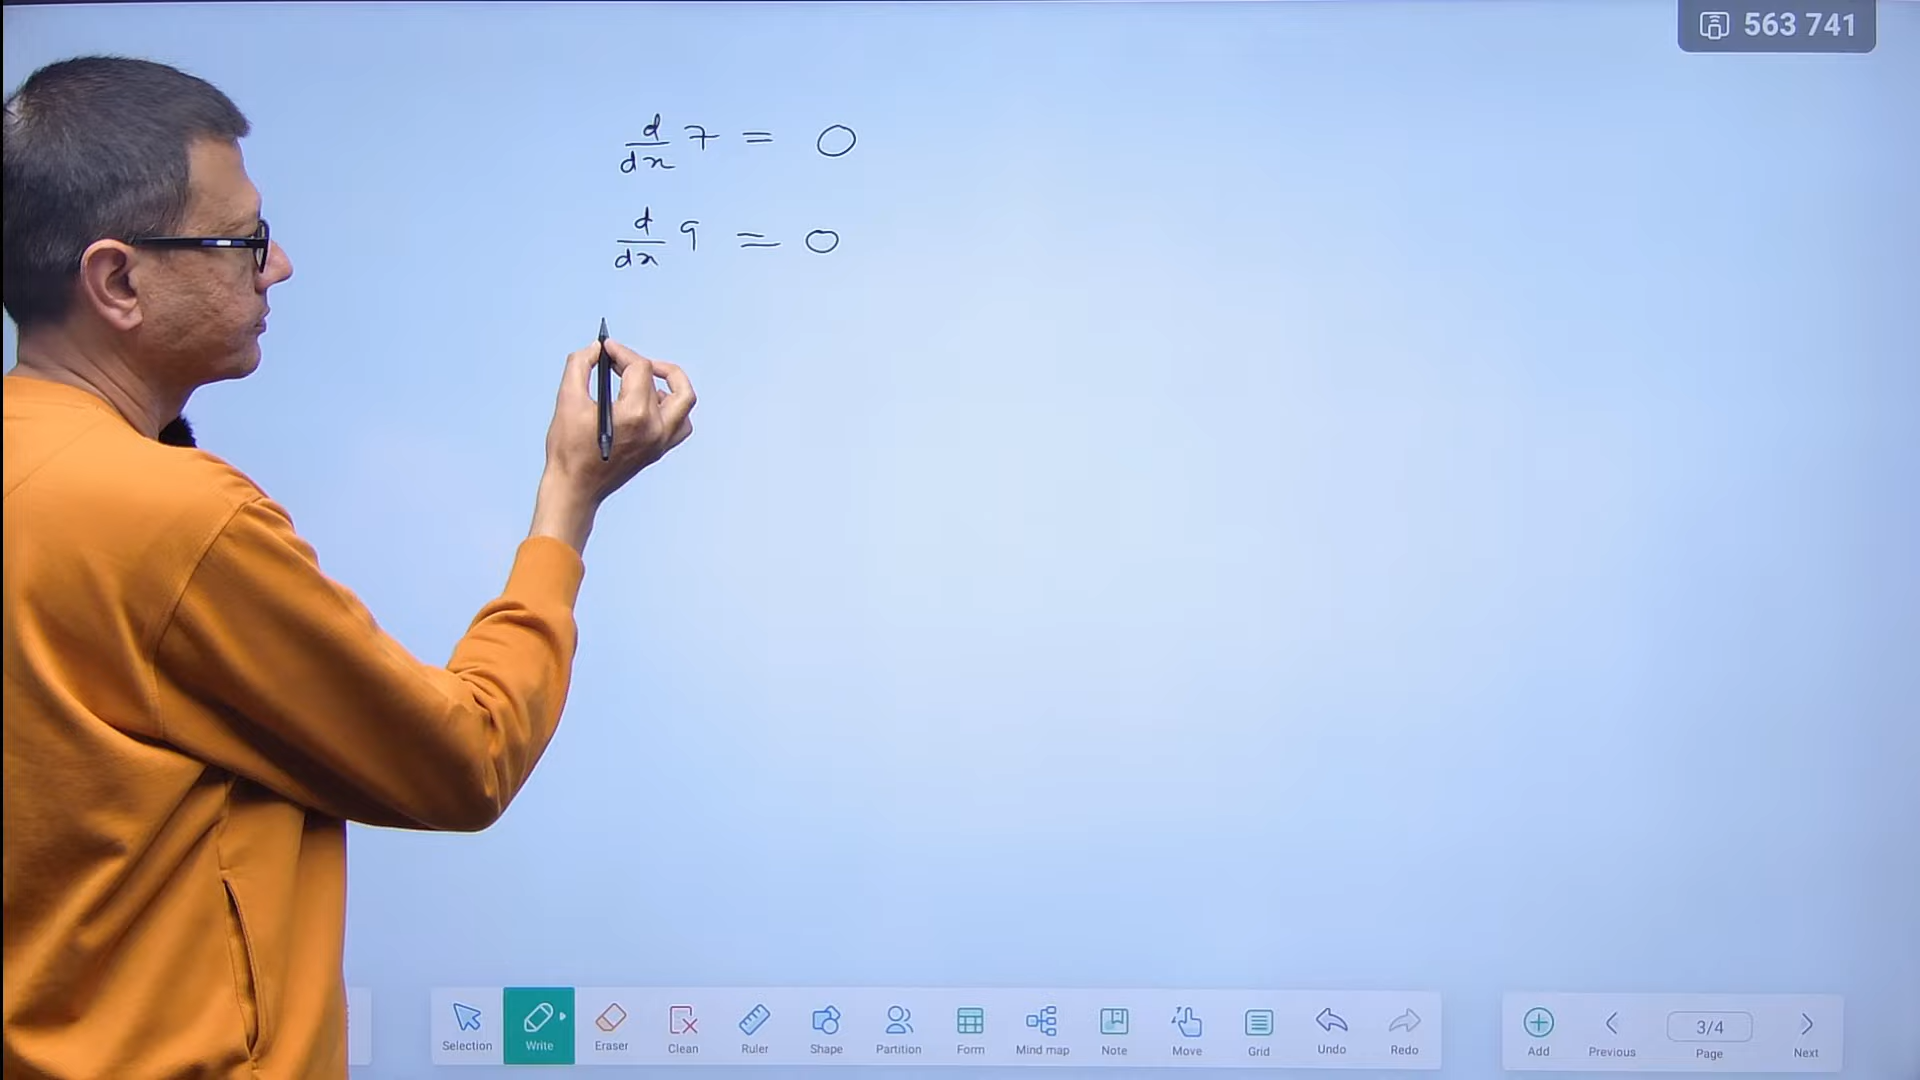 563 741
d/dx 7 = 0
d/dx 9 = 0
Selection Write Eraser Clean Ruler Shape Partition Form Mind map Note Move Grid Undo Redo Add Previous 3/4 Page Next